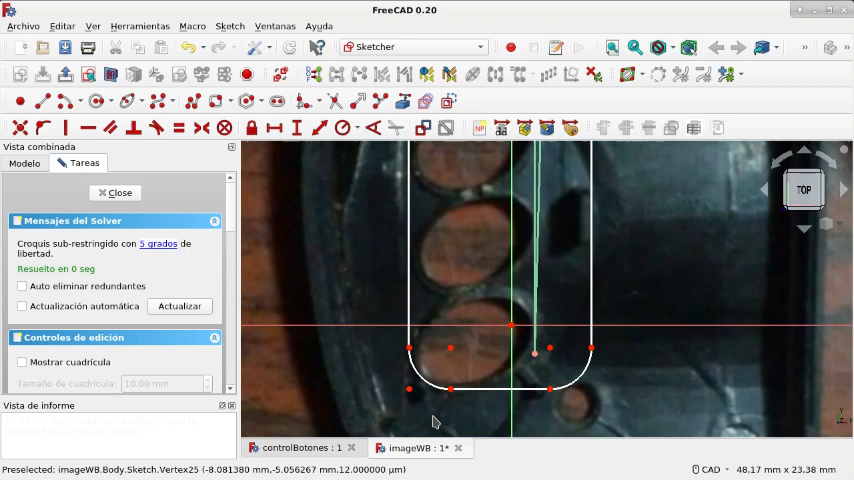 FreeCAD 0.20
Archivo Editar Ver Herramientas Macro Sketch Ventanas Ayuda
Sketcher
Vista combinada
Modelo Tareas
Close
Mensajes del Solver
Croquis sub-restringido con 5 grados de
libertad.
Resuelto en 0 seg
Auto eliminar redundantes
Actualización automática Actualizar
Controles de edición
Mostrar cuadrícula
Tamaño de cuadrícula: 10.00 mm
Vista de informe
TOP
controlBotones : 1
imageWB : 1*
Preselected: imageWB.Body.Sketch.Vertex25 (-8.081380 mm,-5.056267 mm,12.000000 µm)
CAD
48.17 mm x 23.38 mm